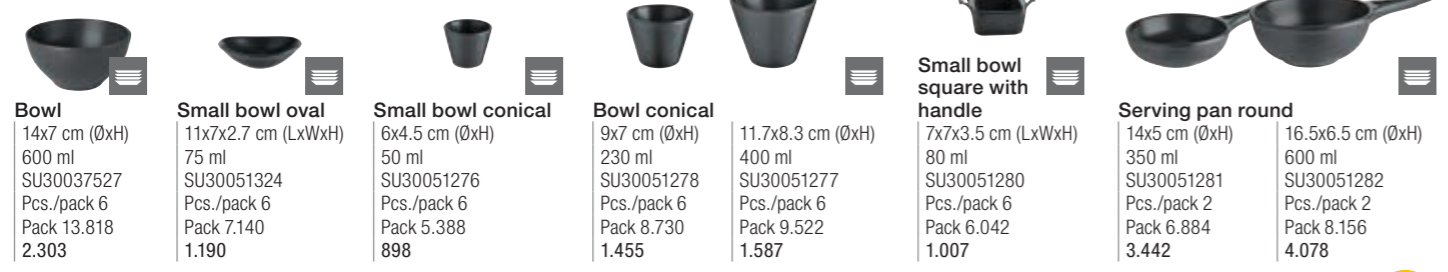 Bowl
14x7 cm (ØxH)
600 ml
SU30037527
Pcs./pack 6
Pack 13.818
2.303
Small bowl oval
11x7x2.7 cm (LxWxH)
75 ml
SU30051324
Pcs./pack 6
Pack 7.140
1.190
Small bowl conical
6x4.5 cm (ØxH)
50 ml
SU30051276
Pcs./pack 6
Pack 5.388
898
Bowl conical
9x7 cm (ØxH)
230 ml
SU30051278
Pcs./pack 6
Pack 8.730
1.455
11.7x8.3 cm (ØxH)
400 ml
SU30051277
Pcs./pack 6
Pack 9.522
1.587
Small bowl
square with
handle
7x7x3.5 cm (LxWxH)
80 ml
SU30051280
Pcs./pack 6
Pack 6.042
1.007
Serving pan round
14x5 cm (ØxH)
350 ml
SU30051281
Pcs./pack 2
Pack 6.884
3.442
16.5x6.5 cm (ØxH)
600 ml
SU30051282
Pcs./pack 2
Pack 8.156
4.078